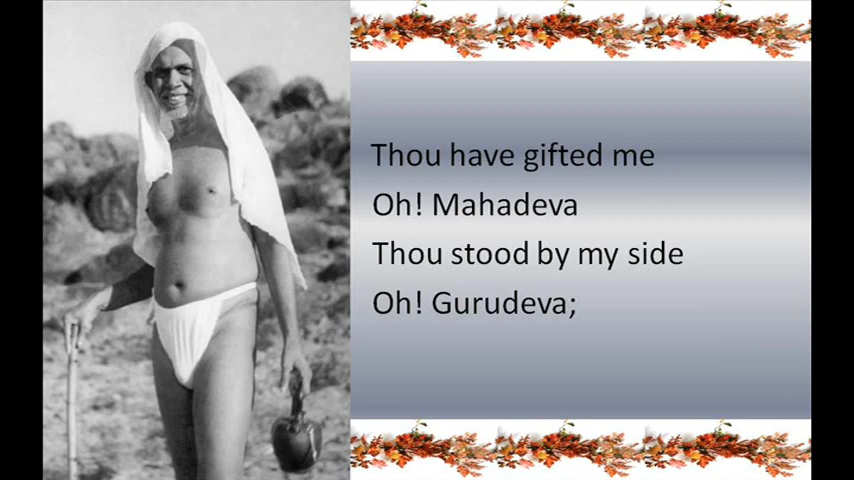 Thou have gifted me
Oh! Mahadeva
Thou stood by my side
Oh! Gurudeva;